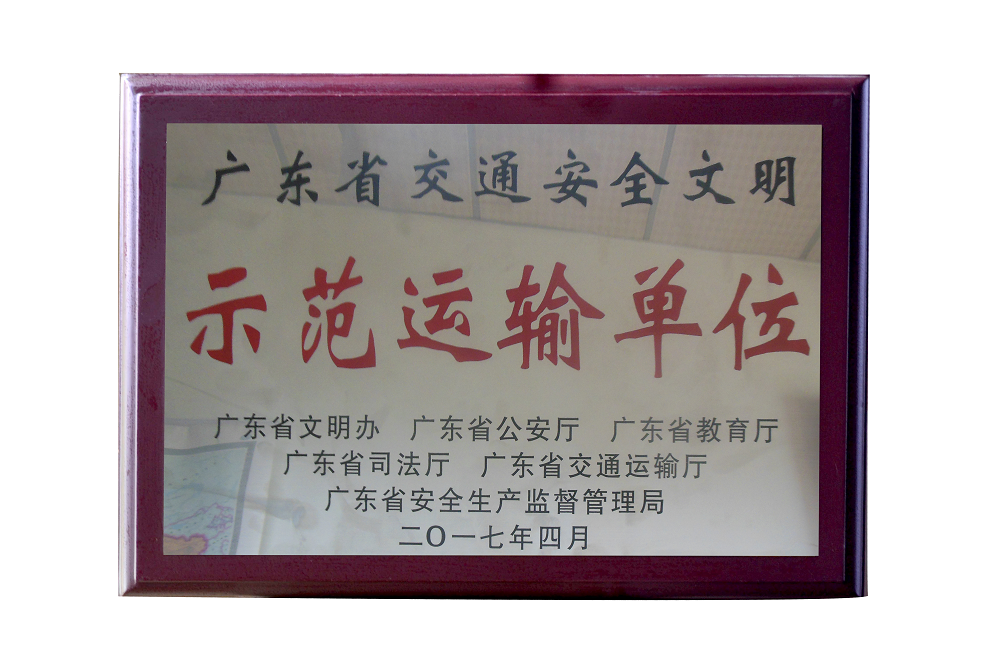 广东省交通安全文明
示范运输单位
广东省文明办 广东省公安厅 广东省教育厅
广东省司法厅 广东省交通运输厅
广东省安全生产监督管理局
二〇一七年四月